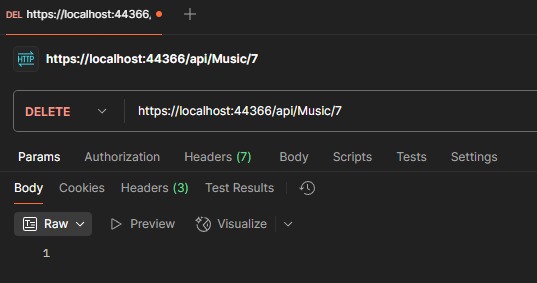 DEL https://localhost:44366,
HTTP https://localhost:44366/api/Music/7
DELETE https://localhost:44366/api/Music/7
Params Authorization Headers (7) Body Scripts Tests Settings
Body Cookies Headers (3) Test Results
Raw Preview Visualize
1